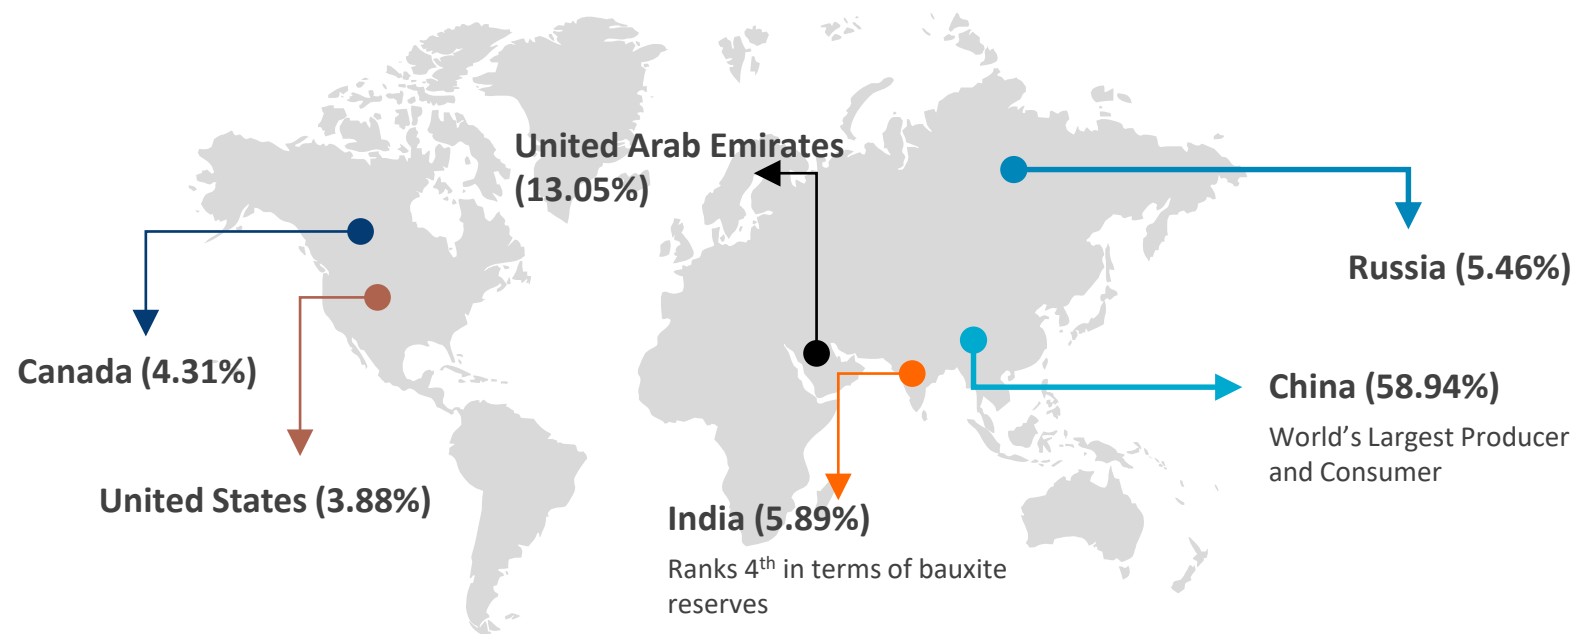 United Arab Emirates
(13.05%)
Russia (5.46%)
Canada (4.31%)
China (58.94%)
World’s Largest Producer
and Consumer
United States (3.88%)
India (5.89%)
Ranks 4th in terms of bauxite
reserves